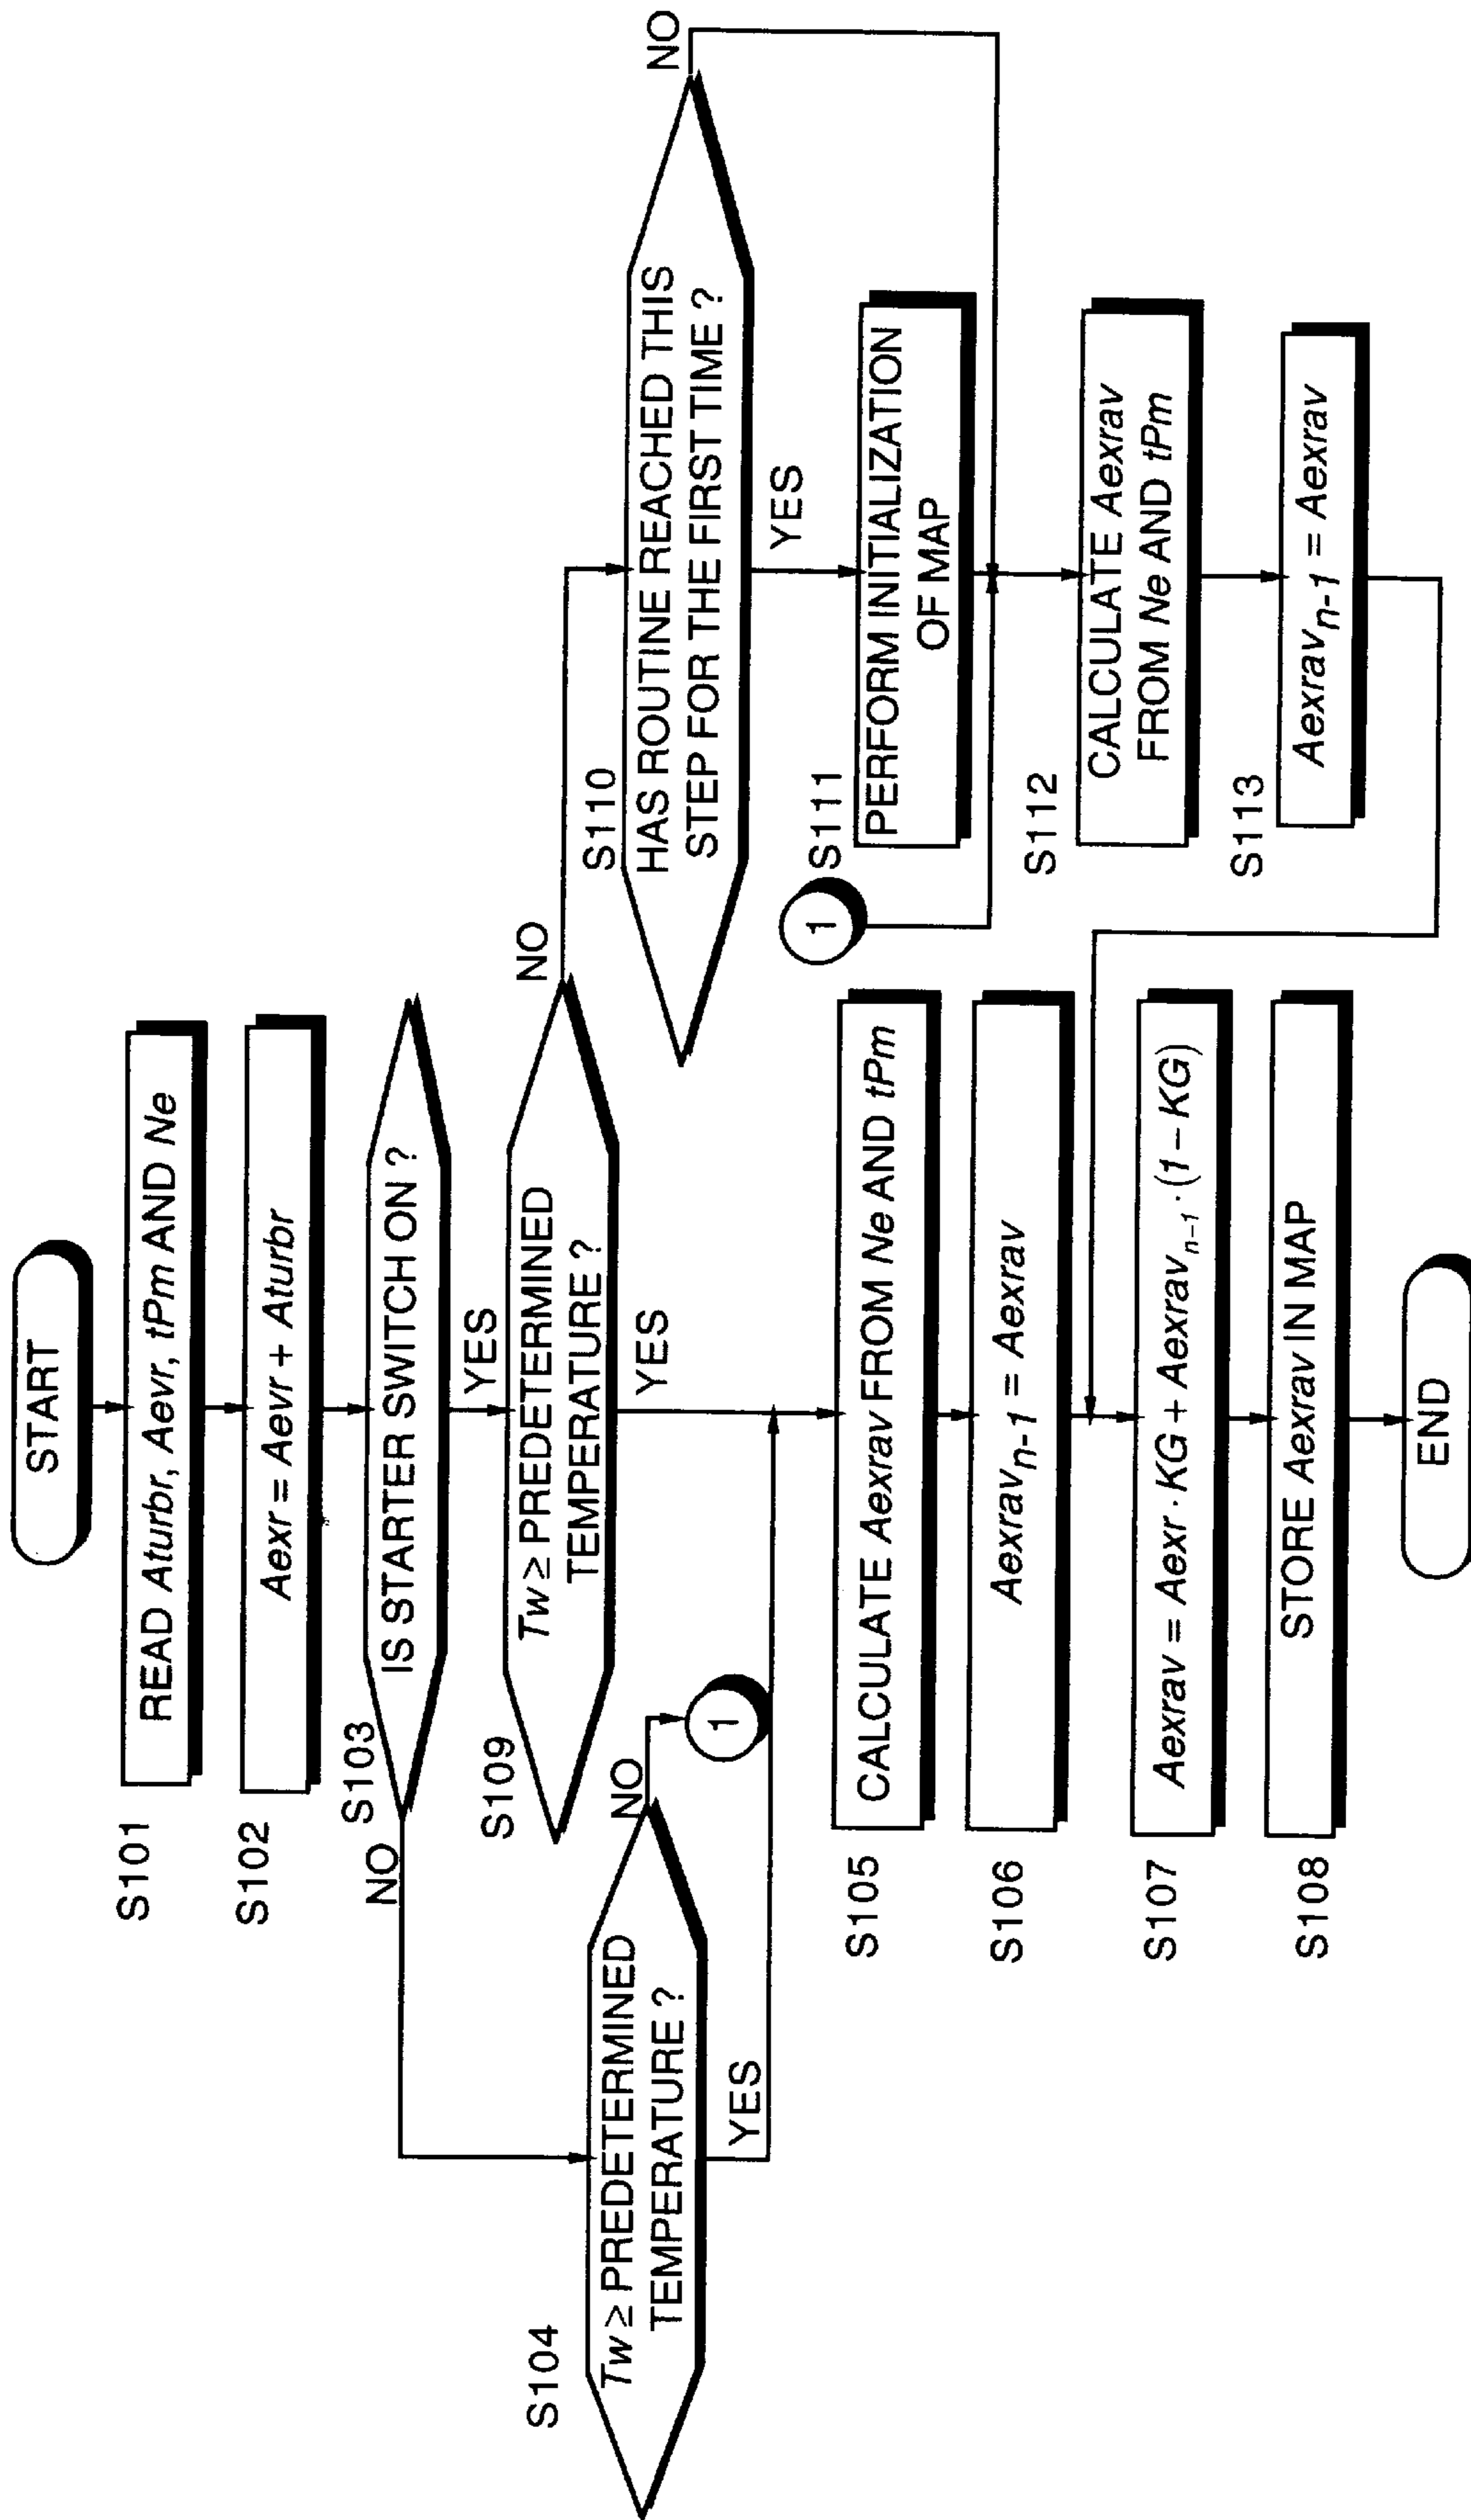 START
S101
READ Aturbr, Aevr, tPm AND Ne
S102
Aexr = Aevr + Aturbr
S103
IS STARTER SWITCH ON ?
NO
YES
S109
Tw ≥ PREDETERMINED
TEMPERATURE ?
NO
YES
S104
Tw ≥ PREDETERMINED
TEMPERATURE ?
NO
1
YES
S105
CALCULATE Aexrav FROM Ne AND tPm
S106
Aexravn-1 = Aexrav
S107
Aexrav = Aexr · KG + Aexravn-1 · (1 – KG)
S108
STORE Aexrav IN MAP
END
S110
HAS ROUTINE REACHED THIS
STEP FOR THE FIRST TIME ?
NO
YES
1
S111
PERFORM INITIALIZATION
OF MAP
S112
CALCULATE Aexrav
FROM Ne AND tPm
S113
Aexravn-1 = Aexrav